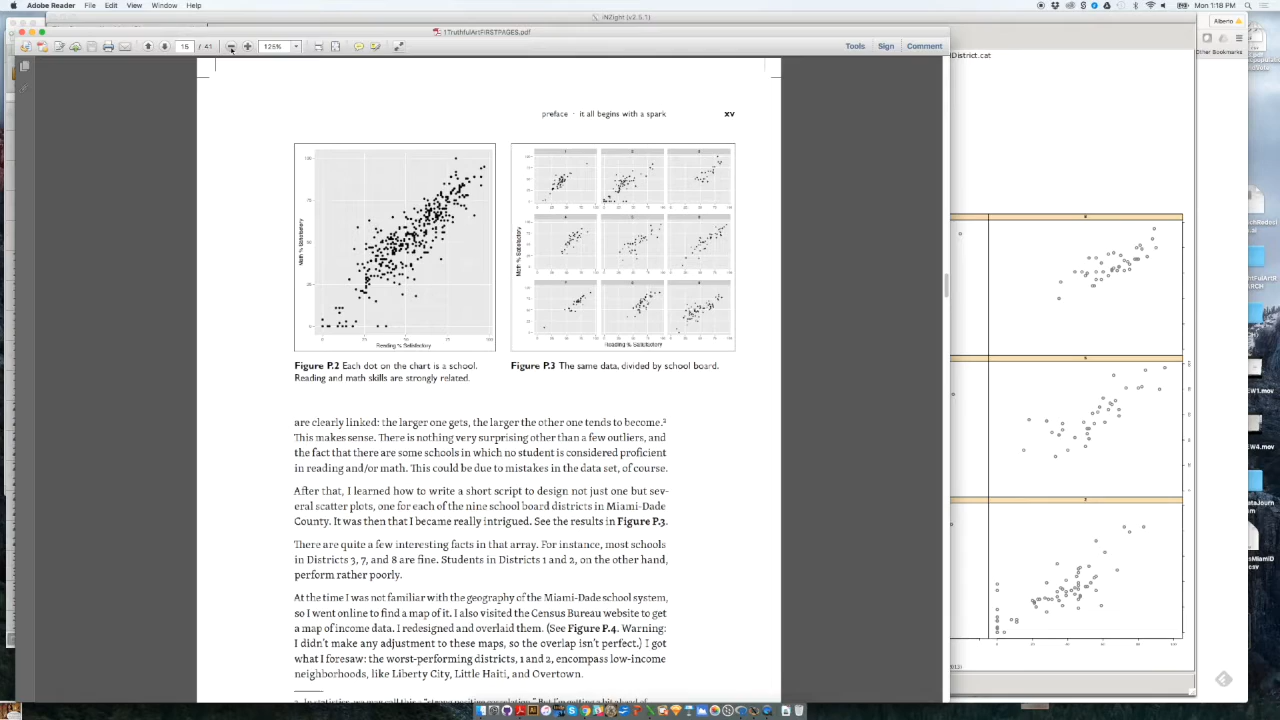 Adobe Reader File Edit View Window Help
Mon 1:18 PM
iNZight (v2.5.1)
1TruthfulArtFIRSTPAGES.pdf
Alberto
15 / 41 125% Tools Sign Comment
Other Bookmarks
District.cat
preface · it all begins with a spark xv
Math % Satisfactory
Reading % Satisfactory
Math % Satisfactory
Reading % Satisfactory
Figure P.2 Each dot on the chart is a school.
Reading and math skills are strongly related.
Figure P.3 The same data, divided by school board.
are clearly linked: the larger one gets, the larger the other one tends to become.²
This makes sense. There is nothing very surprising other than a few outliers, and
the fact that there are some schools in which no student is considered proficient
in reading and/or math. This could be due to mistakes in the data set, of course.
After that, I learned how to write a short script to design not just one but sev-
eral scatter plots, one for each of the nine school board districts in Miami-Dade
County. It was then that I became really intrigued. See the results in Figure P.3.
There are quite a few interesting facts in that array. For instance, most schools
in Districts 3, 7, and 8 are fine. Students in Districts 1 and 2, on the other hand,
perform rather poorly.
At the time I was not familiar with the geography of the Miami-Dade school system,
so I went online to find a map of it. I also visited the Census Bureau website to get
a map of income data. I redesigned and overlaid them. (See Figure P.4. Warning:
I didn't make any adjustment to these maps, so the overlap isn't perfect.) I got
what I foresaw: the worst-performing districts, 1 and 2, encompass low-income
neighborhoods, like Liberty City, Little Haiti, and Overtown.